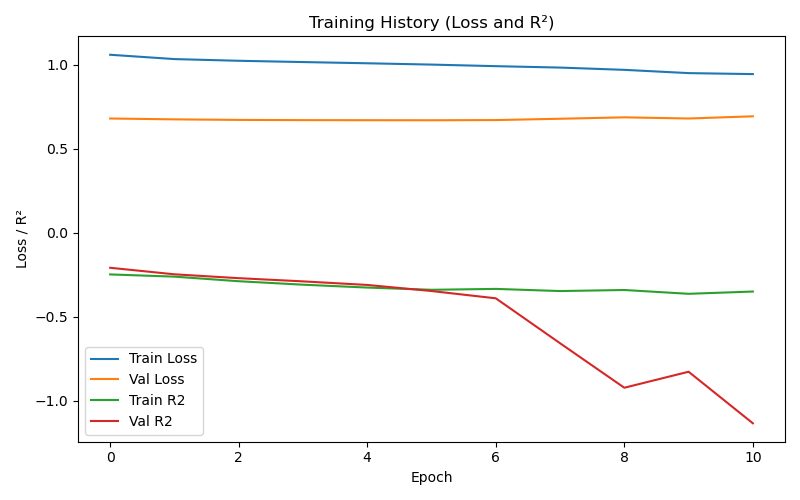 Training History (Loss and R²)
Loss / R²
1.0
0.5
0.0
−0.5
−1.0
Train Loss
Val Loss
Train R2
Val R2
0 2 4 6 8 10
Epoch